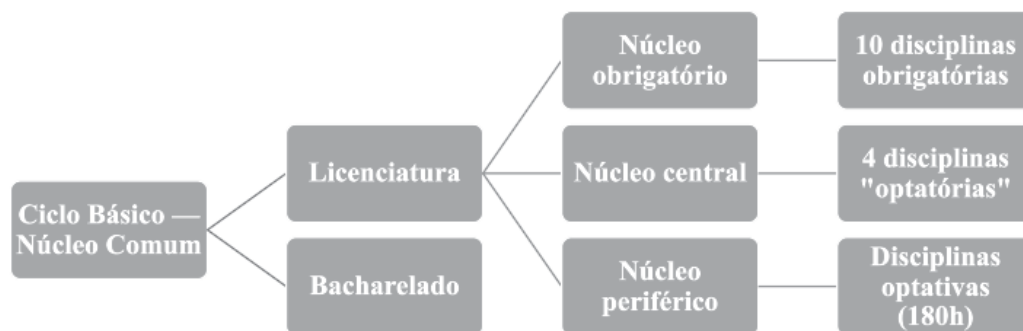 Ciclo Básico —
Núcleo Comum
Licenciatura
Bacharelado
Núcleo
obrigatório
Núcleo central
Núcleo
periférico
10 disciplinas
obrigatórias
4 disciplinas
"optatórias"
Disciplinas
optativas
(180h)